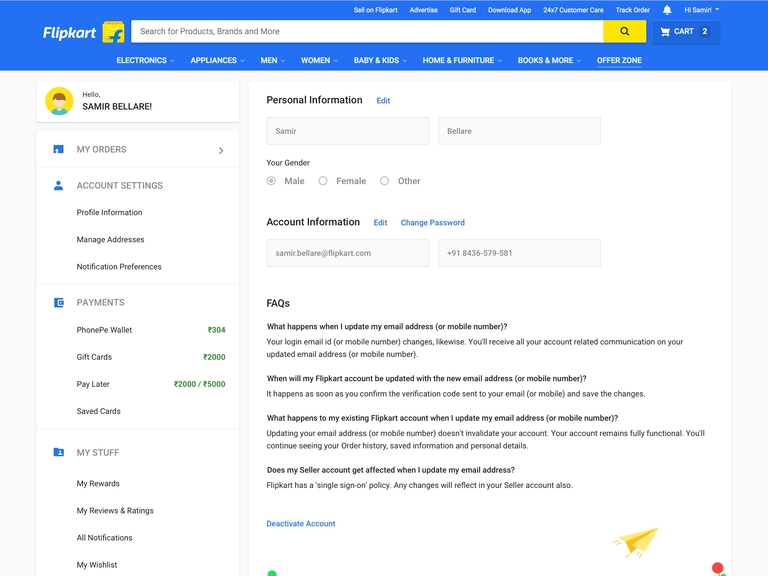 Sell on Flipkart Advertise Gift Card Download App 24x7 Customer Care Track Order Hi Samir!
Flipkart Search for Products, Brands and More CART 2
ELECTRONICS APPLIANCES MEN WOMEN BABY & KIDS HOME & FURNITURE BOOKS & MORE OFFER ZONE
Hello,
SAMIR BELLARE!
MY ORDERS
ACCOUNT SETTINGS
Profile Information
Manage Addresses
Notification Preferences
PAYMENTS
PhonePe Wallet ₹304
Gift Cards ₹2000
Pay Later ₹2000 / ₹5000
Saved Cards
MY STUFF
My Rewards
My Reviews & Ratings
All Notifications
My Wishlist
Personal Information Edit
Samir Bellare
Your Gender
Male Female Other
Account Information Edit Change Password
samir.bellare@flipkart.com +91 8436-579-581
FAQs
What happens when I update my email address (or mobile number)?
Your login email id (or mobile number) changes, likewise. You'll receive all your account related communication on your
updated email address (or mobile number).
When will my Flipkart account be updated with the new email address (or mobile number)?
It happens as soon as you confirm the verification code sent to your email (or mobile) and save the changes.
What happens to my existing Flipkart account when I update my email address (or mobile number)?
Updating your email address (or mobile number) doesn't invalidate your account. Your account remains fully functional. You'll
continue seeing your Order history, saved information and personal details.
Does my Seller account get affected when I update my email address?
Flipkart has a 'single sign-on' policy. Any changes will reflect in your Seller account also.
Deactivate Account